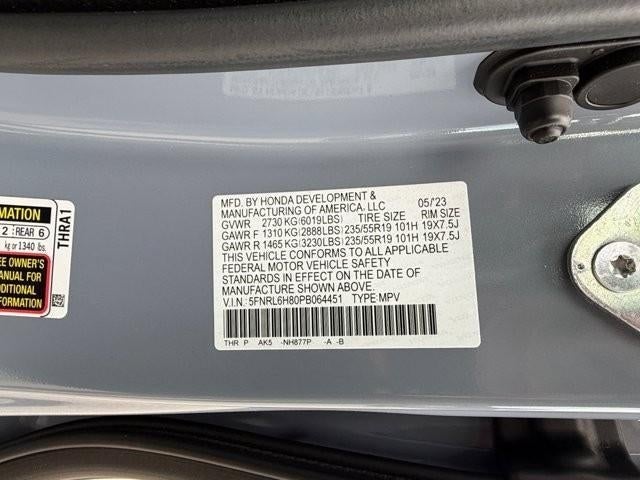 MFD. BY HONDA DEVELOPMENT &
MANUFACTURING OF AMERICA, LLC 05/'23
GVWR 2730 KG(6019LBS) TIRE SIZE RIM SIZE
GAWR F 1310 KG(2888LBS) 235/55R19 101H 19X7.5J
GAWR R 1465 KG(3230LBS) 235/55R19 101H 19X7.5J
THIS VEHICLE CONFORMS TO ALL APPLICABLE
FEDERAL MOTOR VEHICLE SAFETY
STANDARDS IN EFFECT ON THE DATE OF
MANUFACTURE SHOWN ABOVE.
V.I.N.: 5FNRL6H80PB064451 TYPE:MPV
THR P AK5 -NH877P -A -B
MATION
2 REAR 6
kg or 1340 lbs.
EE OWNER'S
MANUAL FOR
ADDITIONAL
NFORMATION
THRA1